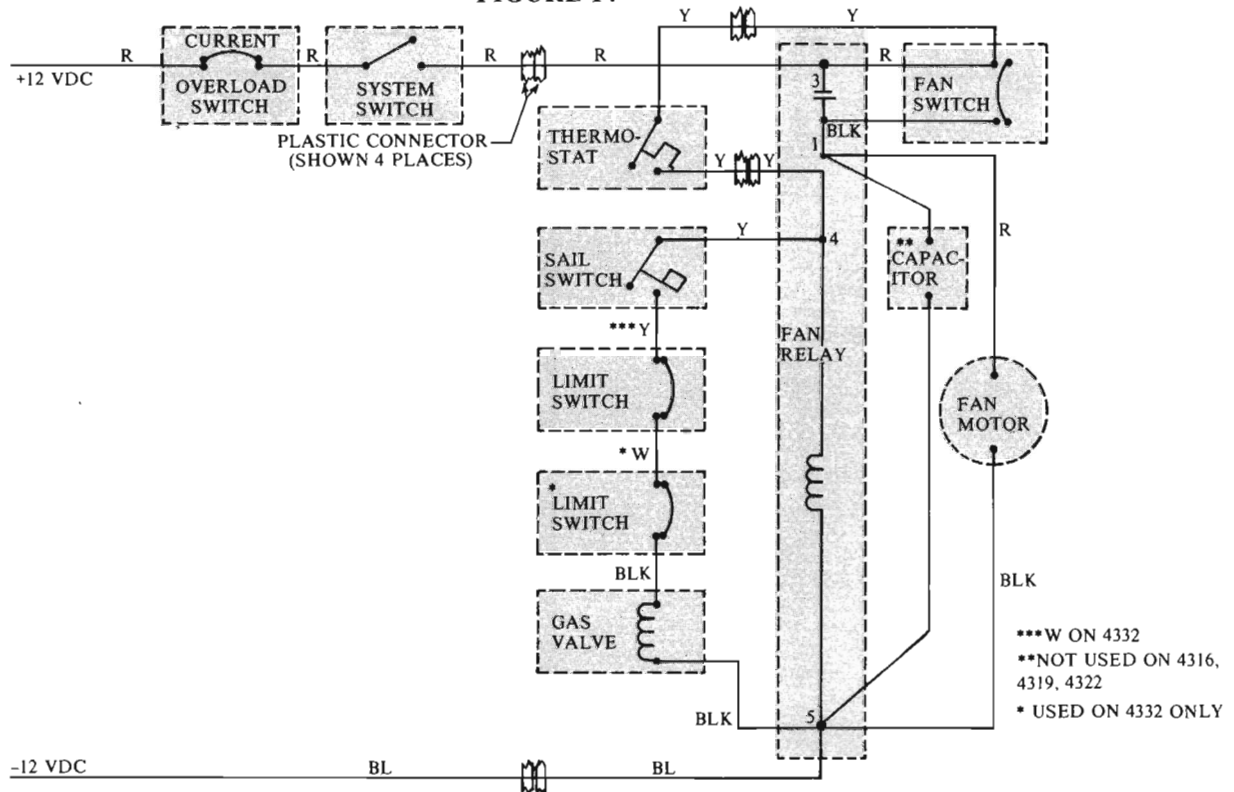 Y
Y
R
CURRENT
OVERLOAD
SWITCH
R
SYSTEM
SWITCH
R
R
3
R
FAN
SWITCH
+12 VDC
PLASTIC CONNECTOR
(SHOWN 4 PLACES)
THERMO-
STAT
BLK
1
Y
Y
SAIL
SWITCH
Y
4
**
CAPAC-
ITOR
R
***Y
FAN
RELAY
LIMIT
SWITCH
FAN
MOTOR
*W
*
LIMIT
SWITCH
BLK
BLK
GAS
VALVE
***W ON 4332
**NOT USED ON 4316,
4319, 4322
* USED ON 4332 ONLY
BLK
5
-12 VDC
BL
BL